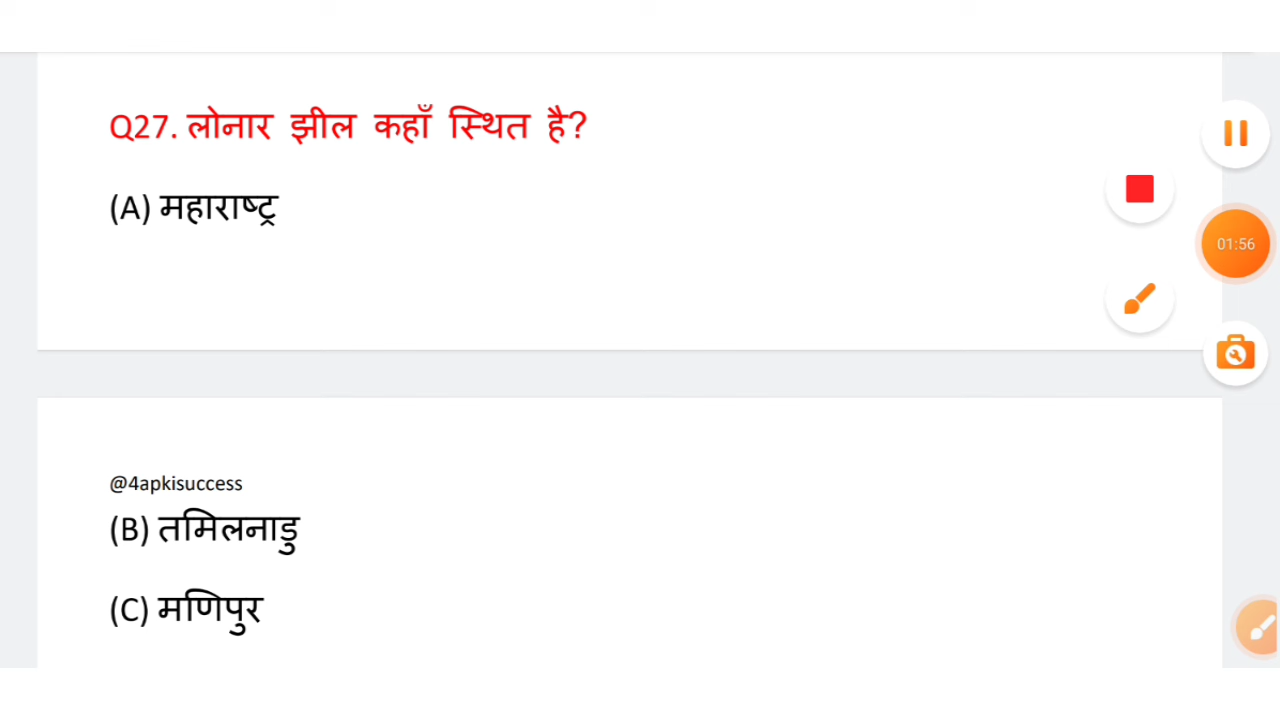 Q27. लोनार झील कहाँ स्थित है?
(A) महाराष्ट्र
01:56
@4apkisuccess
(B) तमिलनाडु
(C) मणिपुर